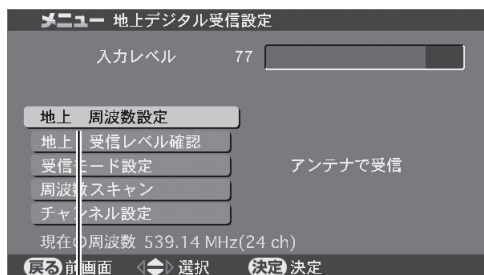 メニュー 地上デジタル受信設定
入力レベル 77
地上 周波数設定
地上 受信レベル確認
受信モード設定 アンテナで受信
周波数スキャン
チャンネル設定
現在の周波数 539.14 MHz(24 ch)
戻る 前画面 選択 決定 決定